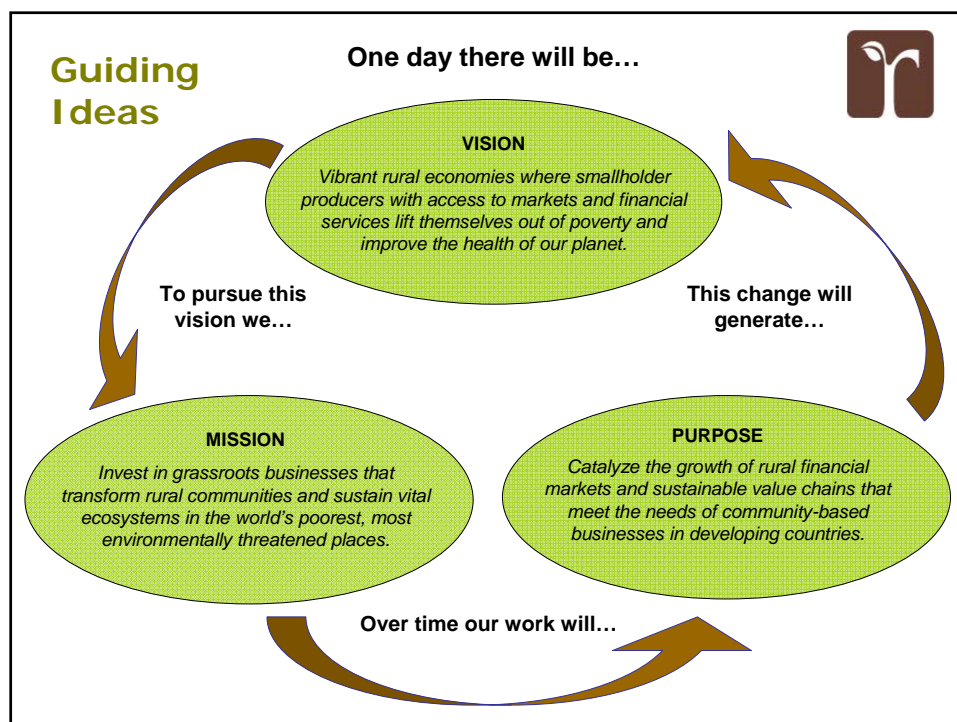 Guiding
Ideas
One day there will be…
VISION
Vibrant rural economies where smallholder
producers with access to markets and financial
services lift themselves out of poverty and
improve the health of our planet.
To pursue this
vision we…
This change will
generate…
MISSION
Invest in grassroots businesses that
transform rural communities and sustain vital
ecosystems in the world’s poorest, most
environmentally threatened places.
PURPOSE
Catalyze the growth of rural financial
markets and sustainable value chains that
meet the needs of community-based
businesses in developing countries.
Over time our work will…